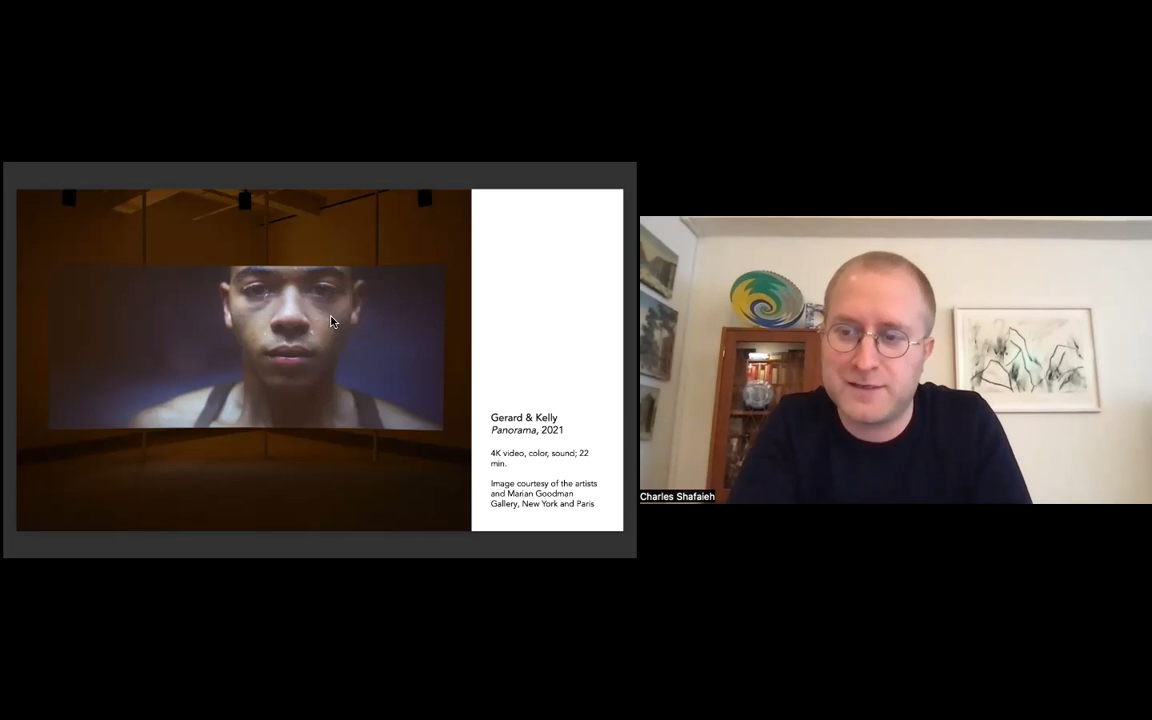 Gerard & Kelly
Panorama, 2021
4K video, color, sound; 22
min.
Image courtesy of the artists
and Marian Goodman
Gallery, New York and Paris
Charles Shafaieh